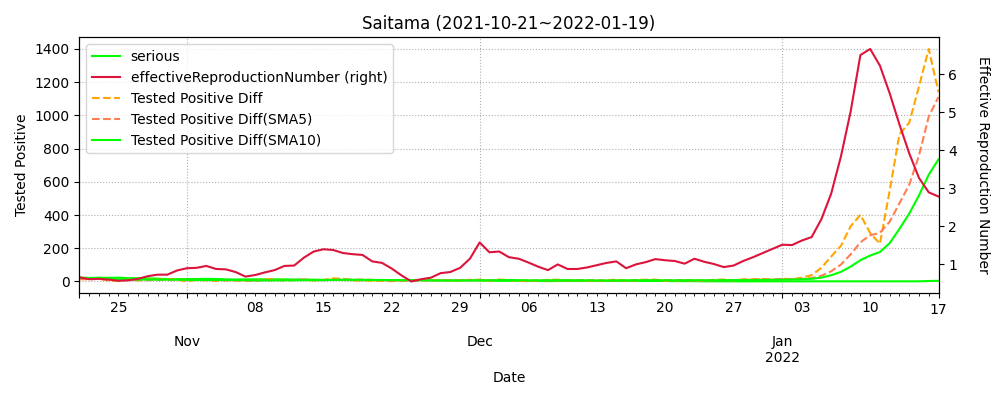 Saitama (2021-10-21~2022-01-19)
serious
effectiveReproductionNumber (right)
Tested Positive Diff
Tested Positive Diff(SMA5)
Tested Positive Diff(SMA10)
Tested Positive
1400
1200
1000
800
600
400
200
0
Effective Reproduction Number
6
5
4
3
2
1
25 08 15 22 29 06 13 20 27 03 10 17
Nov Dec Jan
2022
Date